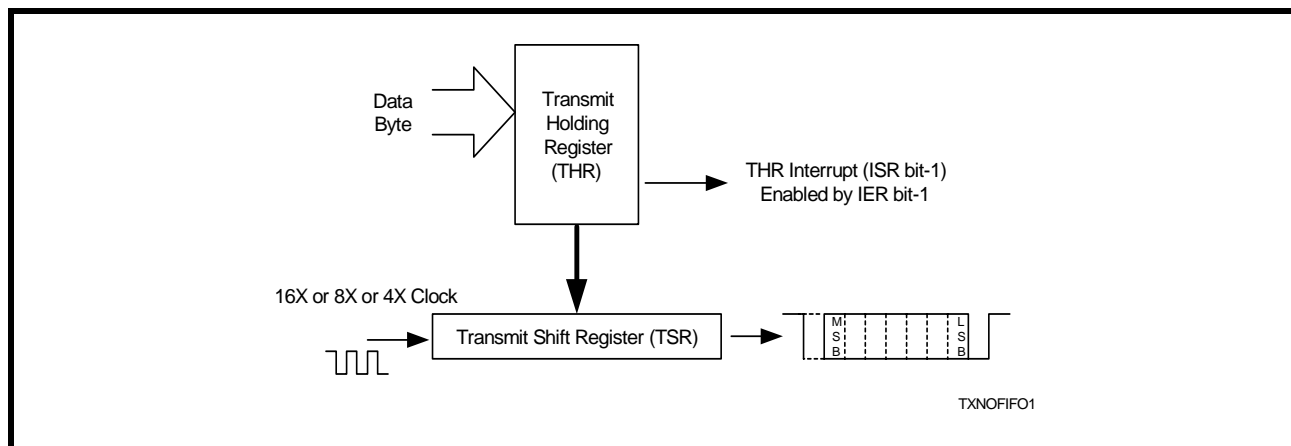 Data
Byte
Transmit
Holding
Register
(THR)
THR Interrupt (ISR bit-1)
Enabled by IER bit-1
16X or 8X or 4X Clock
Transmit Shift Register (TSR)
M
S
B
L
S
B
TXNOFIFO1